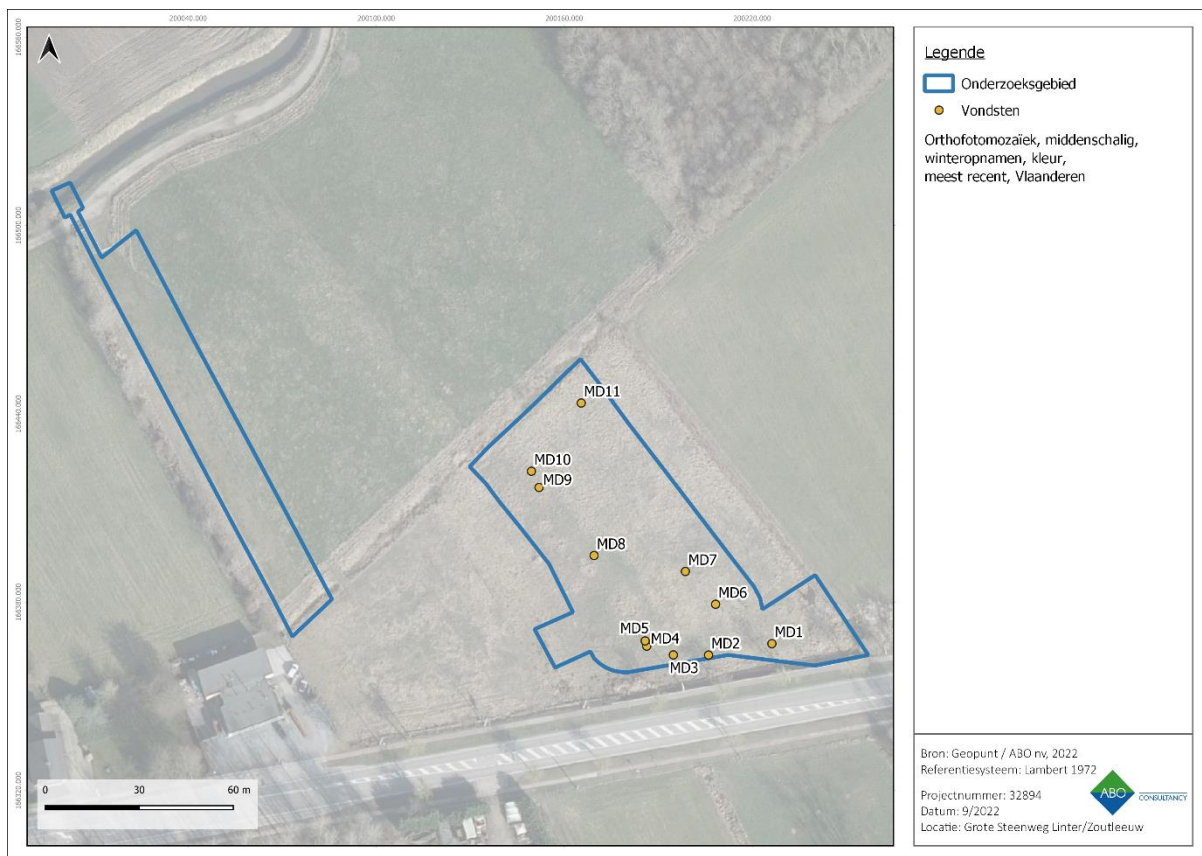 200040.000 200100.000 200160.000 200220.000
166500.000
166440.000
166380.000
166320.000
MD11
MD10
MD9
MD8
MD7
MD6
MD5
MD4
MD1
MD2
MD3
0 30 60 m
Legende
Onderzoeksgebied
Vondsten
Orthofotomozaïek, middenschalig,
winteropnamen, kleur,
meest recent, Vlaanderen
Bron: Geopunt / ABO nv, 2022
Referentiesysteem: Lambert 1972
Projectnummer: 32894
Datum: 9/2022
Locatie: Grote Steenweg Linter/Zoutleeuw
ABO
CONSULTANCY